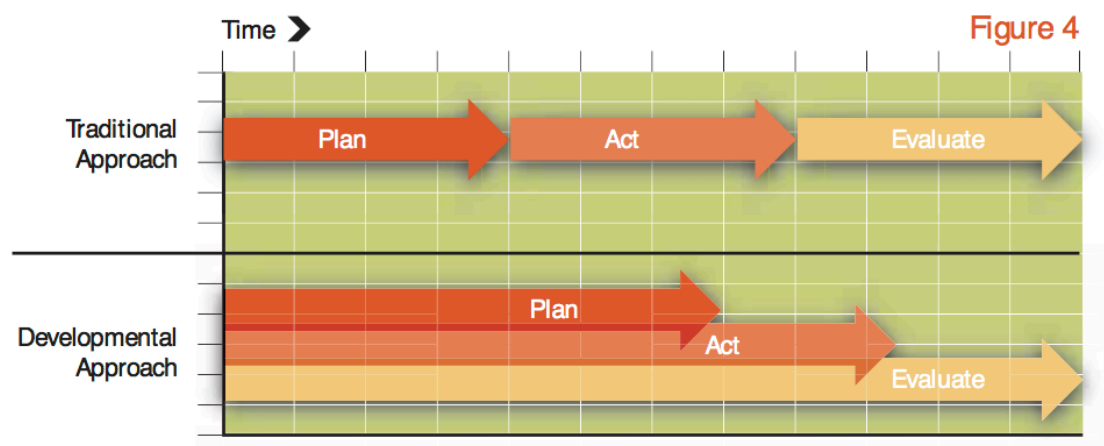 Time
Figure 4
Traditional
Approach
Plan
Act
Evaluate
Developmental
Approach
Plan
Act
Evaluate